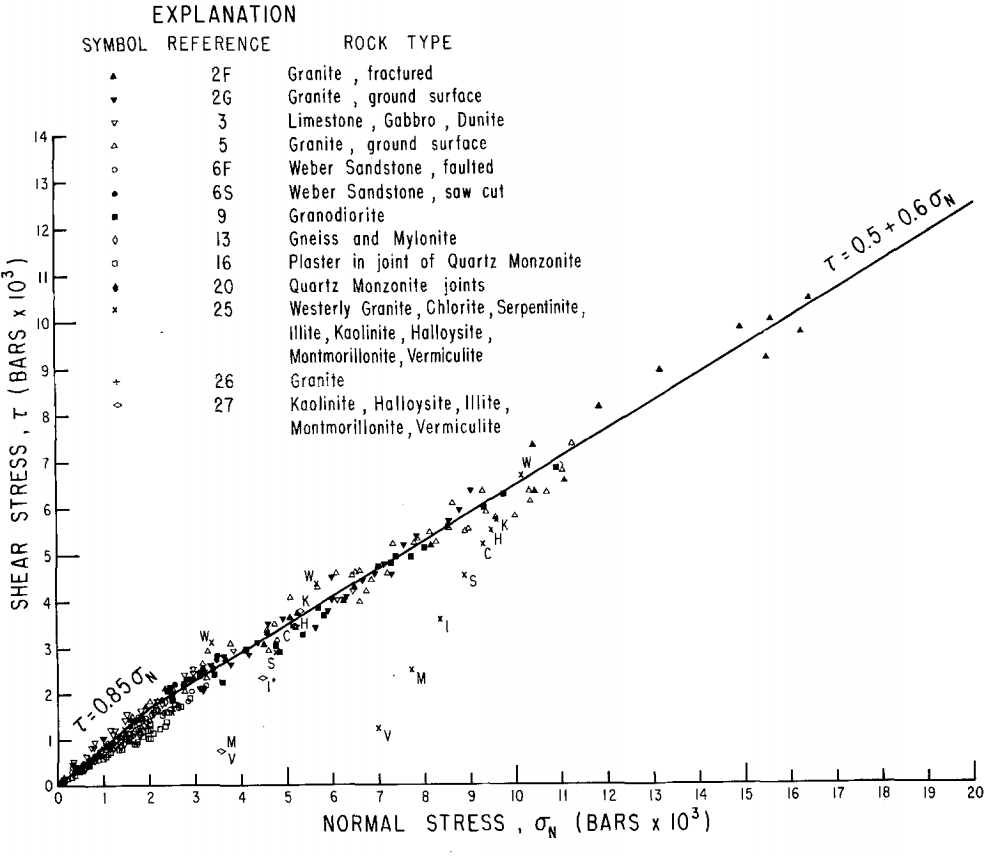 EXPLANATION
SYMBOL REFERENCE ROCK TYPE
2F Granite , fractured
2G Granite , ground surface
3 Limestone , Gabbro , Dunite
5 Granite , ground surface
6F Weber Sandstone , faulted
6S Weber Sandstone , saw cut
9 Granodiorite
13 Gneiss and Mylonite
16 Plaster in joint of Quartz Monzonite
20 Quartz Monzonite joints
25 Westerly Granite , Chlorite , Serpentinite ,
Illite , Kaolinite , Halloysite ,
Montmorillonite , Vermiculite
26 Granite
27 Kaolinite , Halloysite , Illite ,
Montmorillonite , Vermiculite
SHEAR STRESS , τ (BARS x 10³)
14
13
12
11
10
9
8
7
6
5
4
3
2
1
0
τ = 0.5 + 0.6 σN
τ = 0.85 σN
W
K
H
C
S
I
M
V
W
K
H
C
W
S
I
M
V
0 1 2 3 4 5 6 7 8 9 10 11 12 13 14 15 16 17 18 19 20
NORMAL STRESS , σN (BARS x 10³)